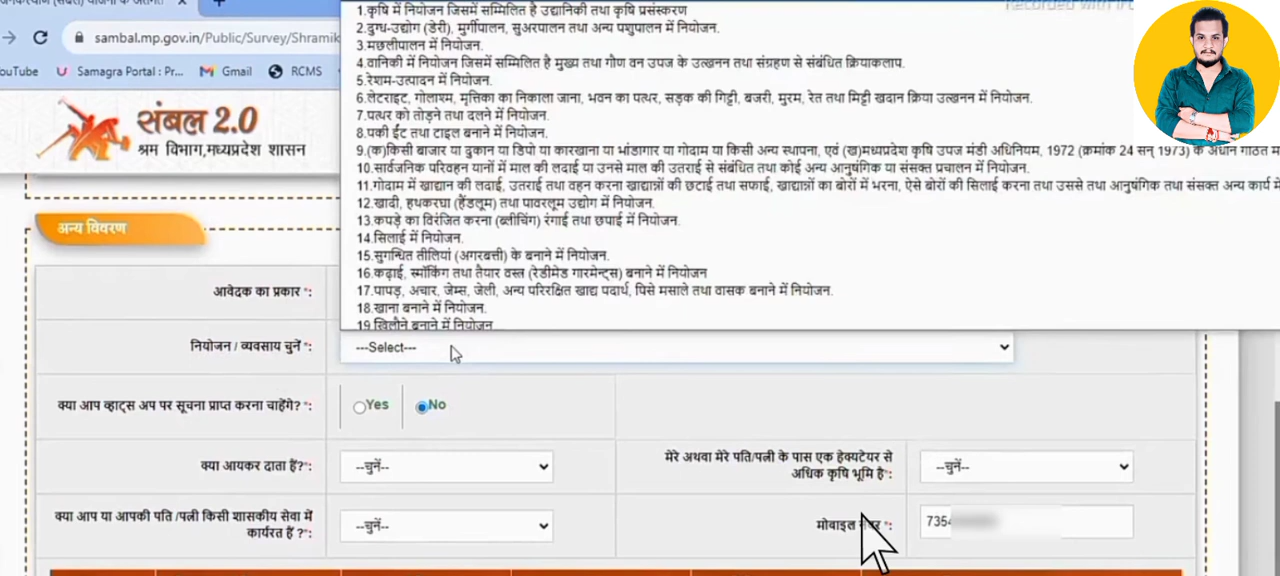 sambal.mp.gov.in/Public/Survey/Shramik
Samagra Portal : Pr...
Gmail
RCMS
संबल 2.0
श्रम विभाग,मध्यप्रदेश शासन
1.कृषि में नियोजन जिसमें सम्मिलित है उद्यानिकी तथा कृषि प्रसंस्करण
2.दुग्ध-उद्योग (डेरी), मुर्गीपालन, सुअरपालन तथा अन्य पशुपालन में नियोजन.
3.मछलीपालन में नियोजन.
4.वानिकी में नियोजन जिसमें सम्मिलित है मुख्य तथा गौण वन उपज के उत्खनन तथा संग्रहण से संबंधित क्रियाकलाप.
5.रेशम-उत्पादन में नियोजन.
6.लेटराइट, गोलाश्म, मृत्तिका का निकाला जाना, भवन का पत्थर, सड़क की गिट्टी, बजरी, मुरम, रेत तथा मिट्टी खदान क्रिया उत्खनन में नियोजन.
7.पत्थर को तोड़ने तथा दलने में नियोजन.
8.पकी ईंट तथा टाइल बनाने में नियोजन.
9.(क)किसी बाजार या दुकान या डिपो या कारखाना या भांडागार या गोदाम या किसी अन्य स्थापना, एवं (ख)मध्यप्रदेश कृषि उपज मंडी अधिनियम, 1972 (क्रमांक 24 सन् 1973) के अधीन गठित
10.सार्वजनिक परिवहन यानों में माल की लदाई या उनसे माल की उतराई से संबंधित तथा कोई अन्य आनुषंगिक या संसक्त प्रचालन में नियोजन.
11.गोदाम में खाद्यान की लदाई, उतराई तथा वहन करना खाद्यान्नों की छटाई तथा सफाई, खाद्यान्नों का बोरों में भरना, ऐसे बोरों की सिलाई करना तथा उससे तथा आनुषंगिक तथा संसक्त अन्य कार्य में
12.खादी, हथकरघा (हैंडलूम) तथा पावरलूम उद्योग में नियोजन.
13.कपड़े का विरंजित करना (ब्लीचिंग) रंगाई तथा छपाई में नियोजन.
14.सिलाई में नियोजन.
15.सुगन्धित तीलियां (अगरबत्ती) के बनाने में नियोजन.
16.कढ़ाई, स्मॉकिंग तथा तैयार वस्त्र (रेडीमेड गारमेन्ट्स) बनाने में नियोजन
17.पापड़, अचार, जेम्स, जेली, अन्य परिरक्षित खाद्य पदार्थ, पिसे मसाले तथा वासक बनाने में नियोजन.
18.खाना बनाने में नियोजन.
19.खिलौने बनाने में नियोजन
अन्य विवरण
आवेदक का प्रकार *:
नियोजन / व्यवसाय चुनें *:
---Select---
क्या आप व्हाट्स अप पर सूचना प्राप्त करना चाहेंगे? *:
Yes
No
क्या आयकर दाता हैं?*:
--चुनें--
मेरे अथवा मेरे पति/पत्नी के पास एक हेक्टेयर से
अधिक कृषि भूमि है*:
--चुनें--
क्या आप या आपकी पति /पत्नी किसी शासकीय सेवा में
कार्यरत हैं ?*:
--चुनें--
मोबाइल नंबर *: